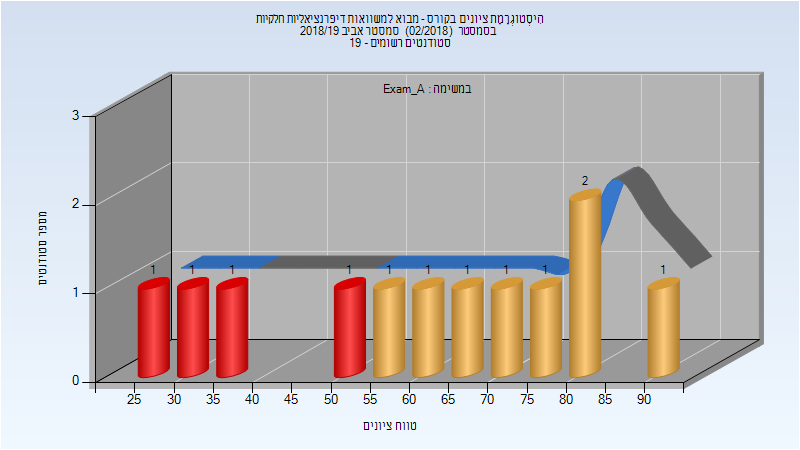 היסטוגרמת ציונים בקורס - מבוא למשוואות דיפרנציאליות חלקיות
בסמסטר (02/2018) סמסטר אביב 2018/19
סטודנטים רשומים - 19
במשימה : Exam_A
מספר סטודנטים
3
2
1
0
1 1 1 1 1 1 1 1 1 2 1
25 30 35 40 45 50 55 60 65 70 75 80 85 90
טווח ציונים